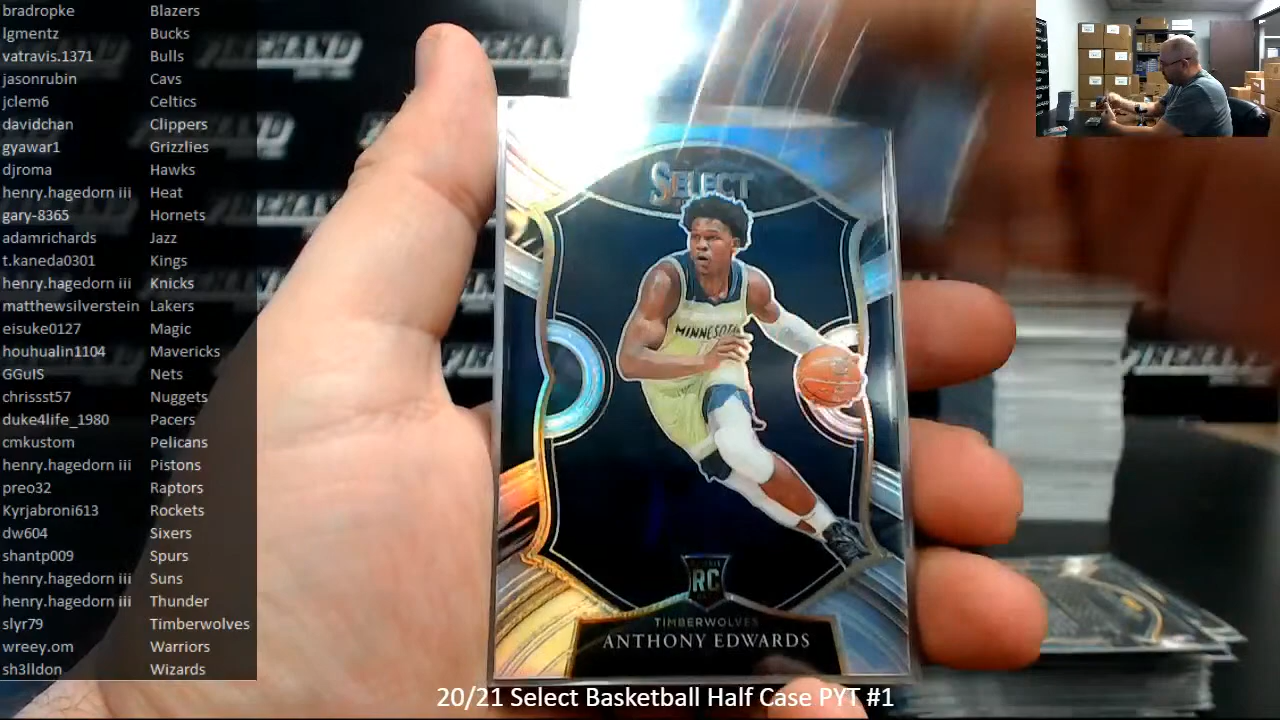 bradropke Blazers
lgmentz Bucks
vatravis.1371 Bulls
jasonrubin Cavs
jclem6 Celtics
davidchan Clippers
gyawar1 Grizzlies
djroma Hawks
henry.hagedorn iii Heat
gary-8365 Hornets
adamrichards Jazz
t.kaneda0301 Kings
henry.hagedorn iii Knicks
matthewsilverstein Lakers
eisuke0127 Magic
houhualin1104 Mavericks
GGuIS Nets
chrissst57 Nuggets
duke4life_1980 Pacers
cmkustom Pelicans
henry.hagedorn iii Pistons
preo32 Raptors
Kyrjabroni613 Rockets
dw604 Sixers
shantp009 Spurs
henry.hagedorn iii Suns
henry.hagedorn iii Thunder
slyr79 Timberwolves
wreey.om Warriors
sh3lldon Wizards
SELECT
MINNESOTA
RC
TIMBERWOLVES
ANTHONY EDWARDS
20/21 Select Basketball Half Case PYT #1